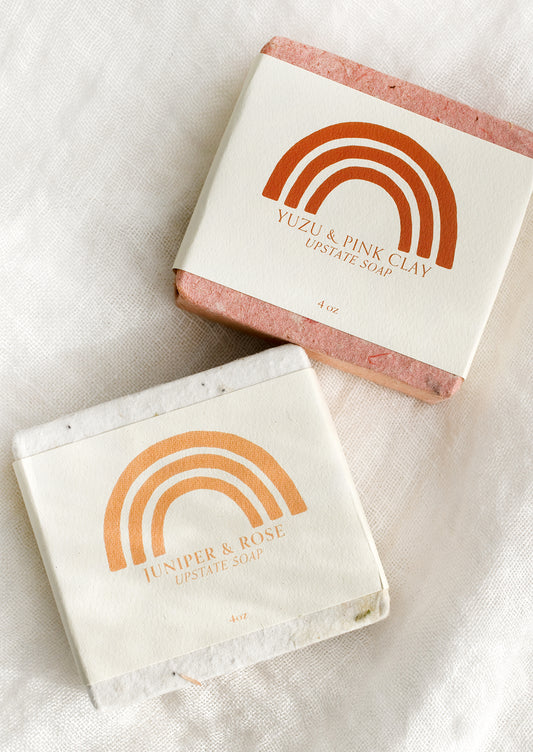 YUZU & PINK CLAY
UPSTATE SOAP
4 oz
JUNIPER & ROSE
UPSTATE SOAP
4oz